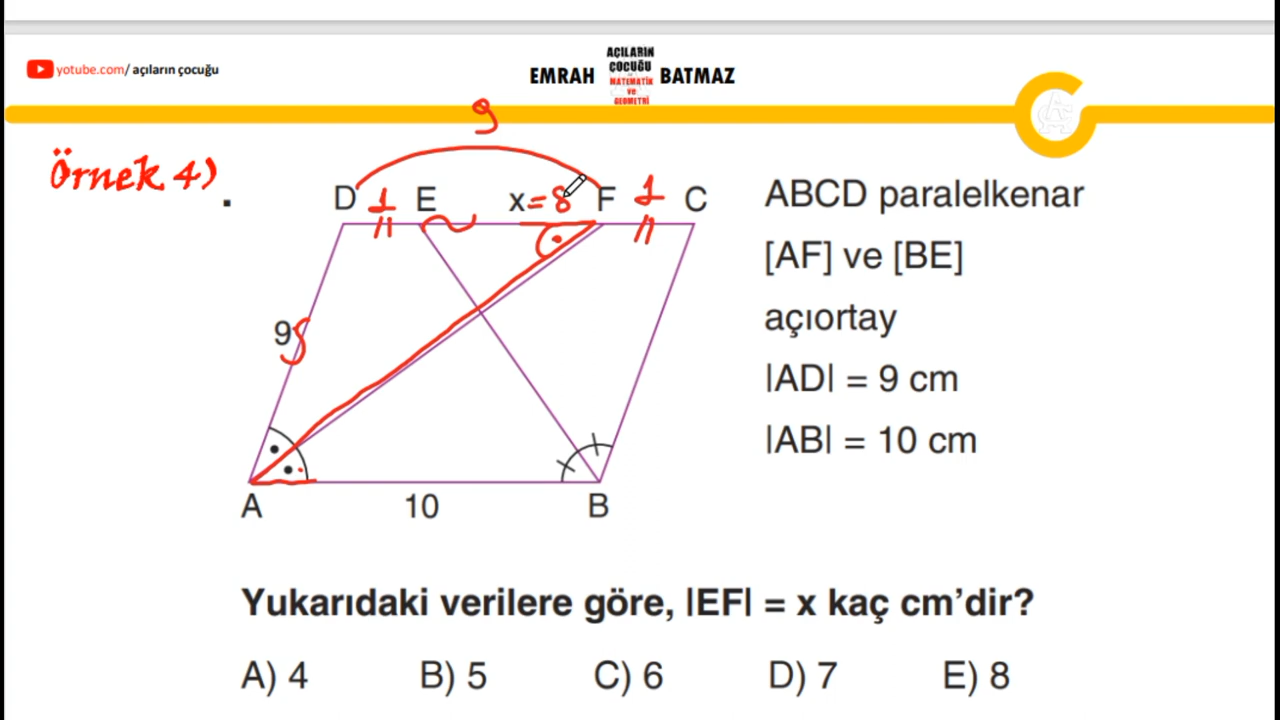 yotube.com/ açıların çocuğu
EMRAH
AÇILARIN
ÇOCUĞU
MATEMATİK
ve
GEOMETRİ
BATMAZ
9
Örnek 4)
.
D 1 E x=8 F 1 C
9
A 10 B
ABCD paralelkenar
[AF] ve [BE]
açıortay
|AD| = 9 cm
|AB| = 10 cm
Yukarıdaki verilere göre, |EF| = x kaç cm’dir?
A) 4 B) 5 C) 6 D) 7 E) 8